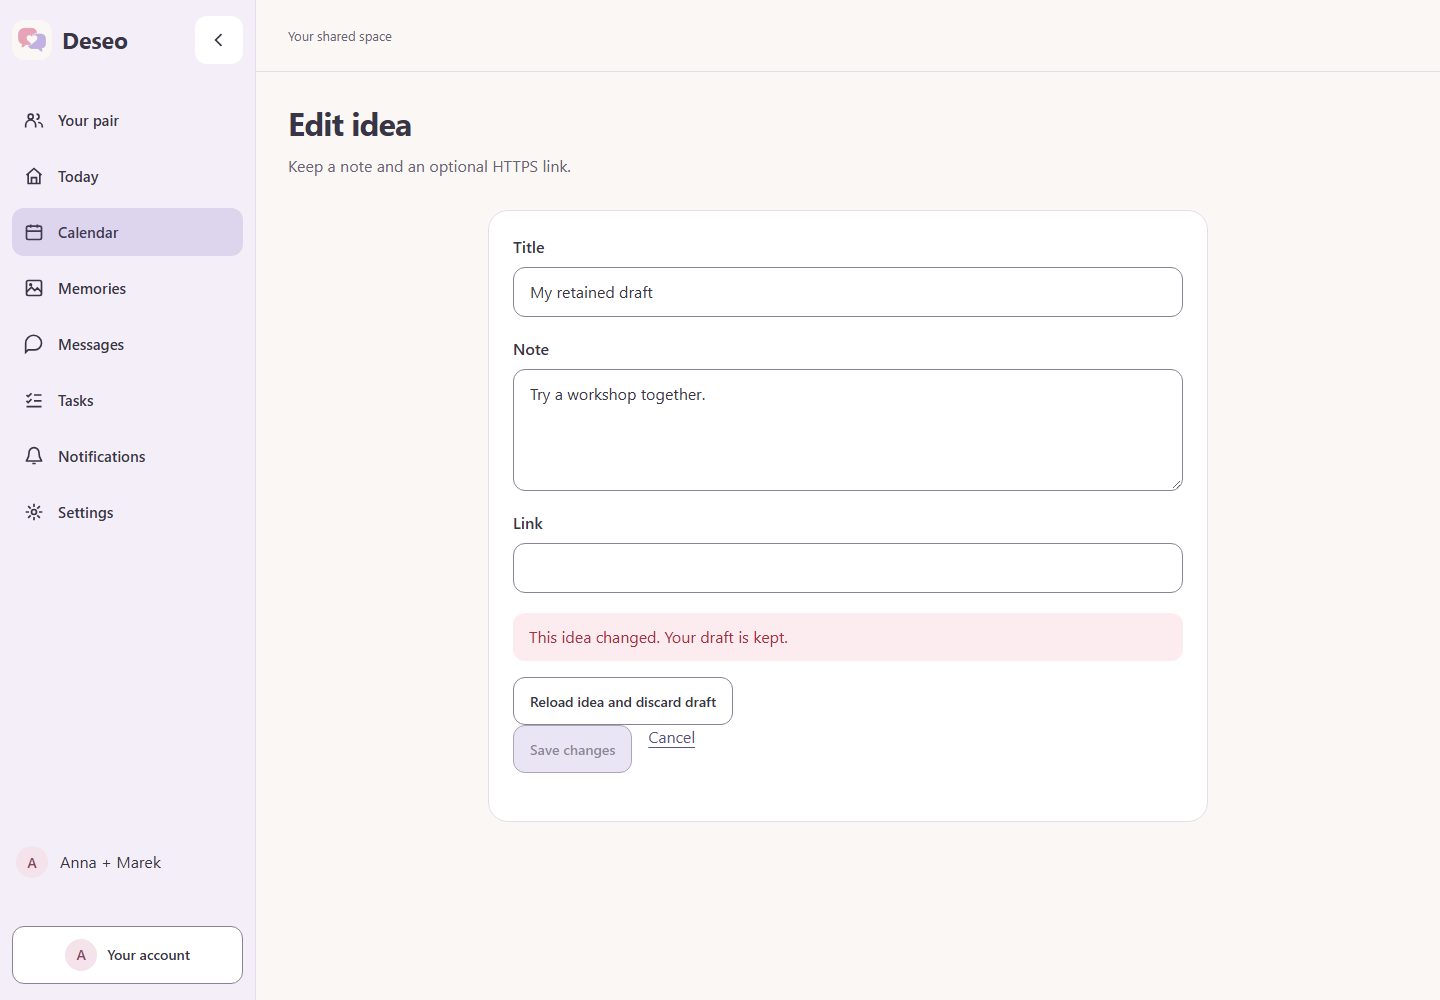 Deseo
Your pair
Today
Calendar
Memories
Messages
Tasks
Notifications
Settings
A
Anna + Marek
A
Your account
Your shared space
Edit idea
Keep a note and an optional HTTPS link.
Title
My retained draft
Note
Try a workshop together.
Link
This idea changed. Your draft is kept.
Reload idea and discard draft
Save changes
Cancel